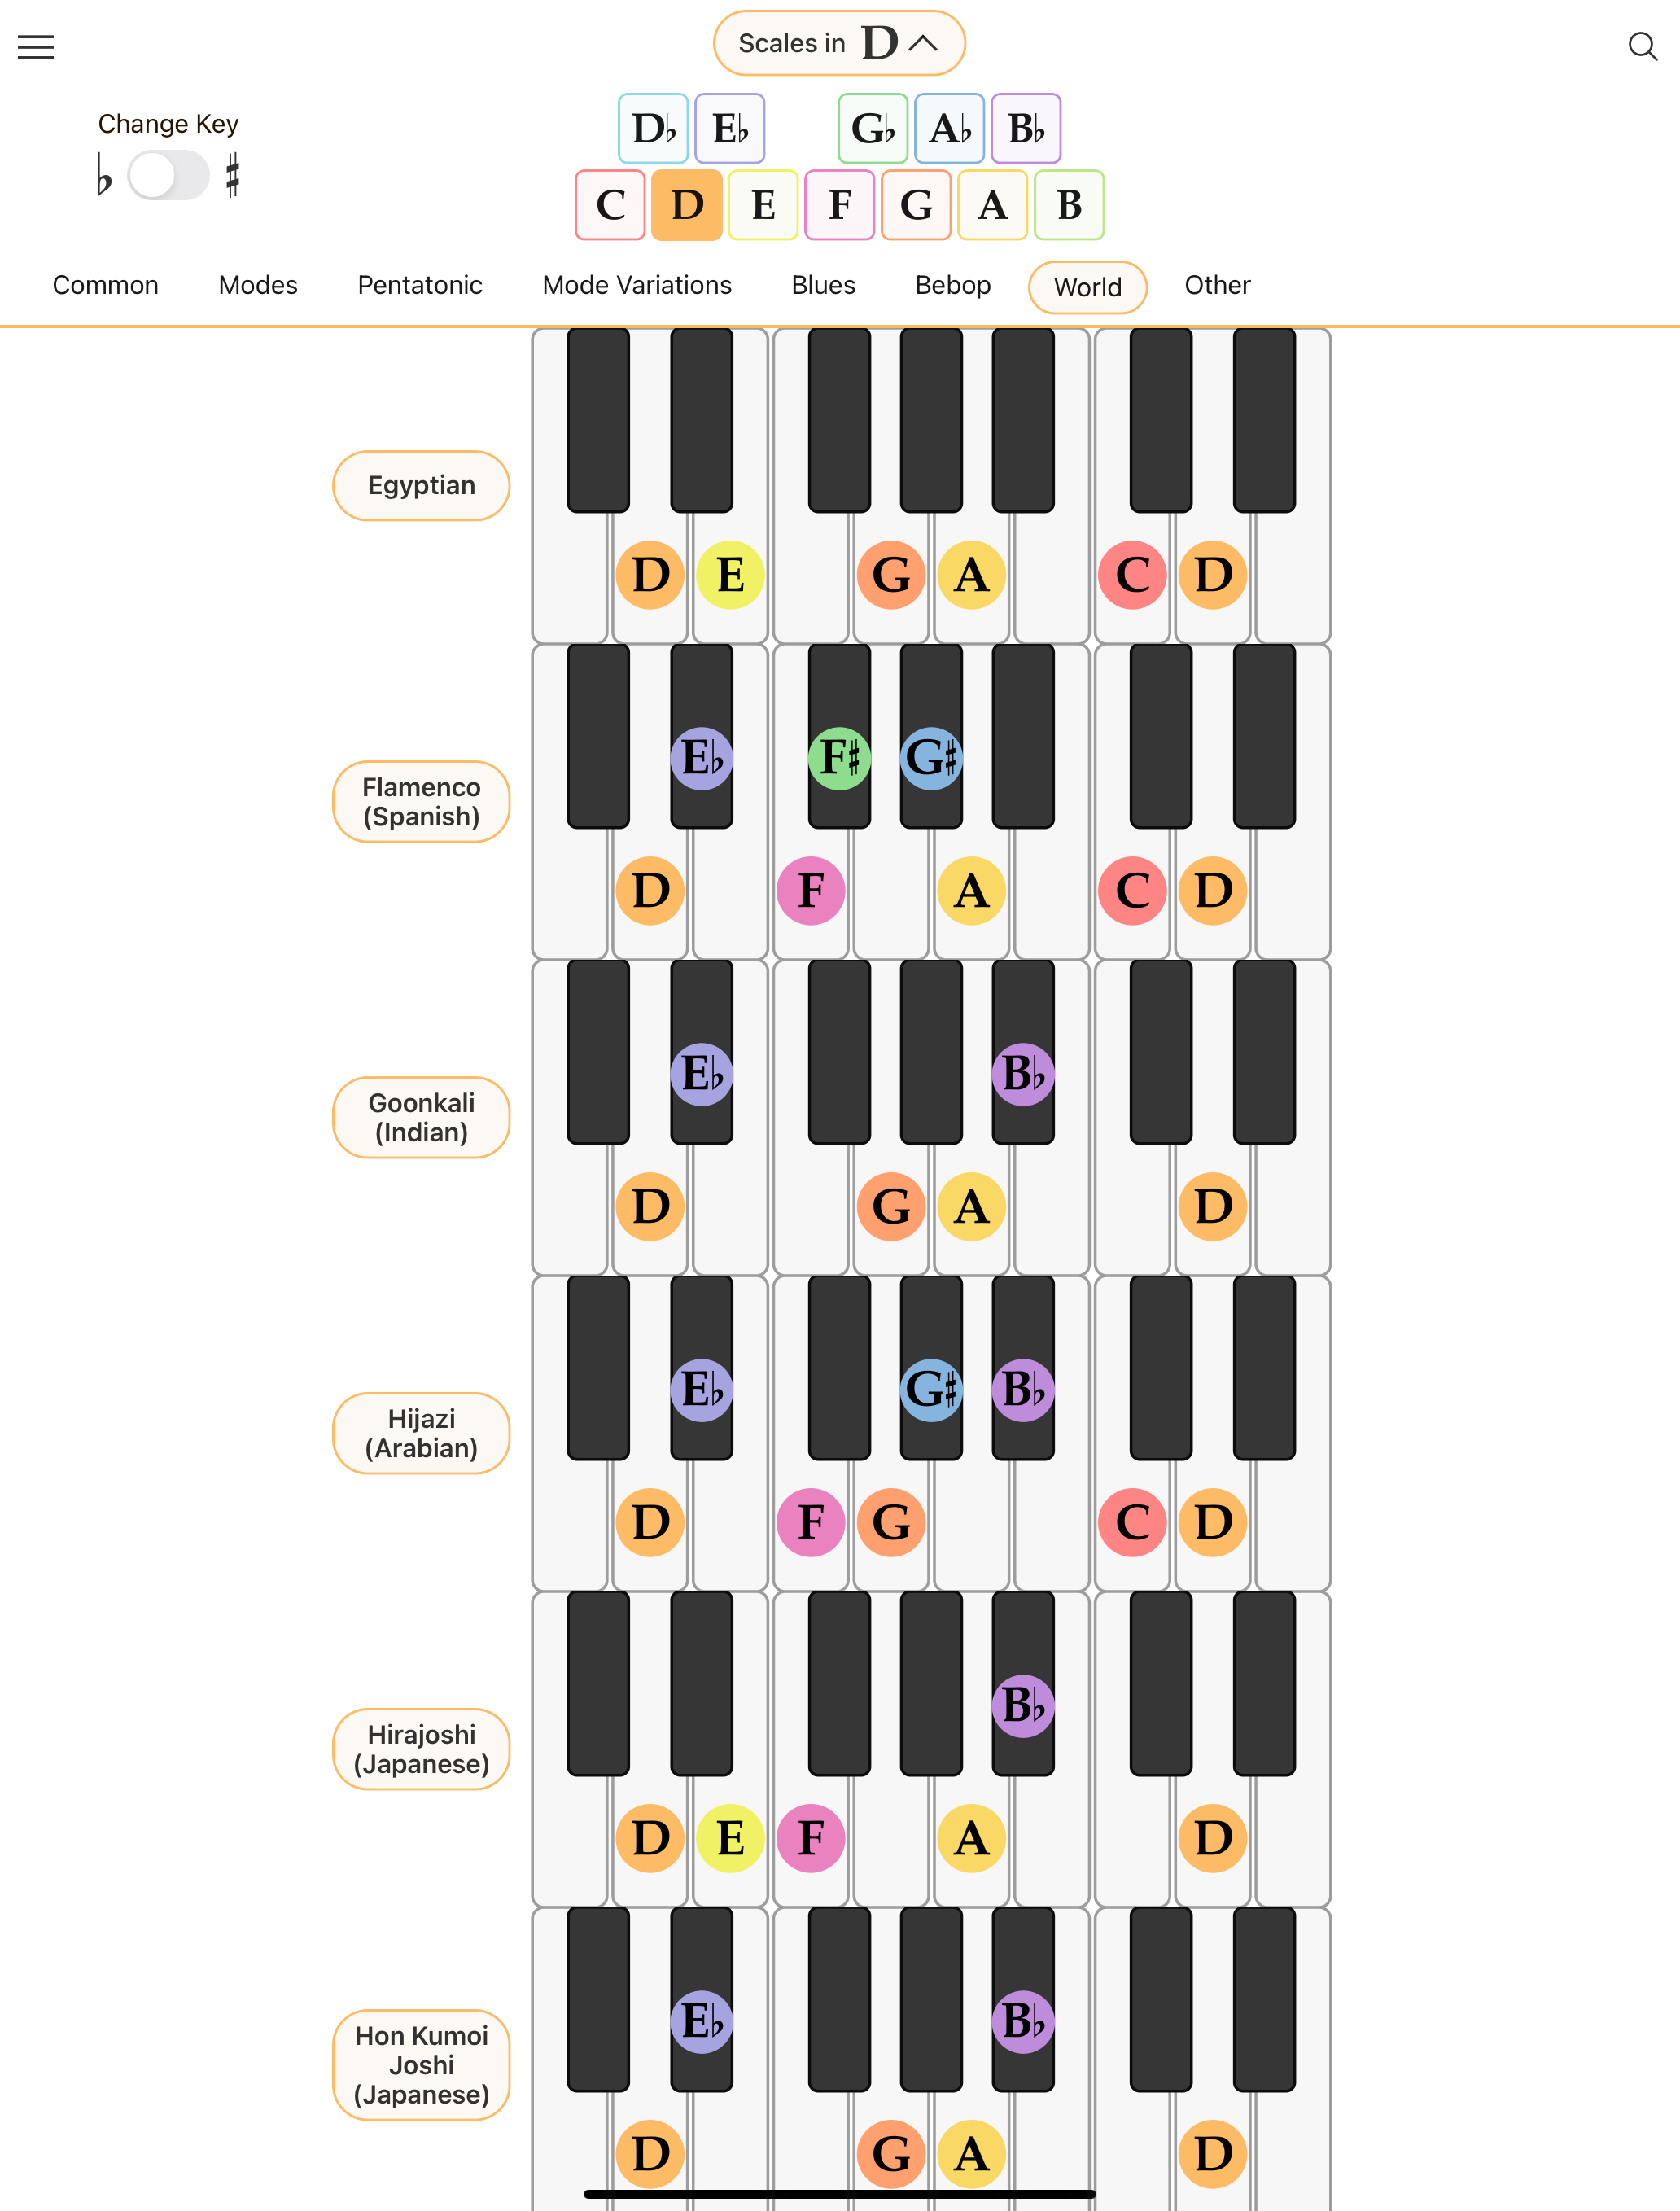 Scales in D
Change Key
♭ ♯
D♭ E♭ G♭ A♭ B♭
C D E F G A B
Common Modes Pentatonic Mode Variations Blues Bebop World Other
Egyptian
D E G A C D
Flamenco
(Spanish)
E♭ F♯ G♯
D F A C D
Goonkali
(Indian)
E♭ B♭
D G A D
Hijazi
(Arabian)
E♭ G♯ B♭
D F G C D
Hirajoshi
(Japanese)
B♭
D E F A D
Hon Kumoi
Joshi
(Japanese)
E♭ B♭
D G A D